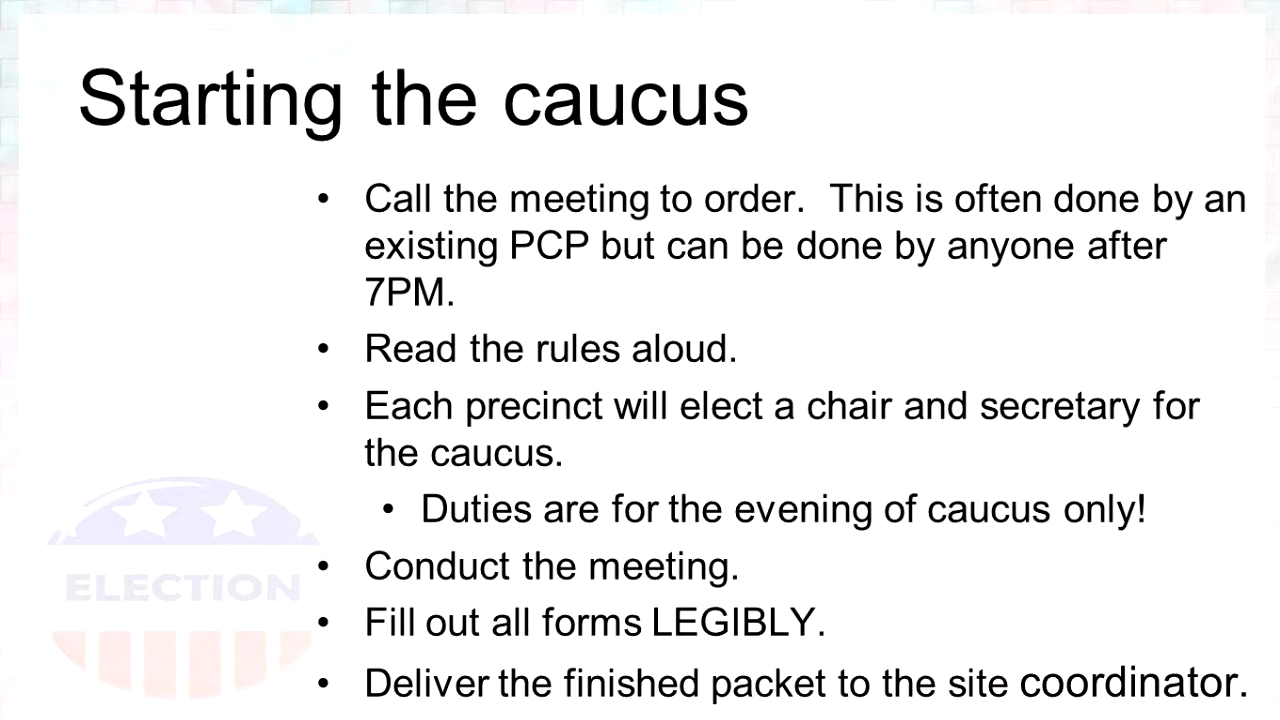 Starting the caucus
• Call the meeting to order.  This is often done by an
existing PCP but can be done by anyone after
7PM.
• Read the rules aloud.
• Each precinct will elect a chair and secretary for
the caucus.
• Duties are for the evening of caucus only!
• Conduct the meeting.
ELECTION
• Fill out all forms LEGIBLY.
• Deliver the finished packet to the site coordinator.